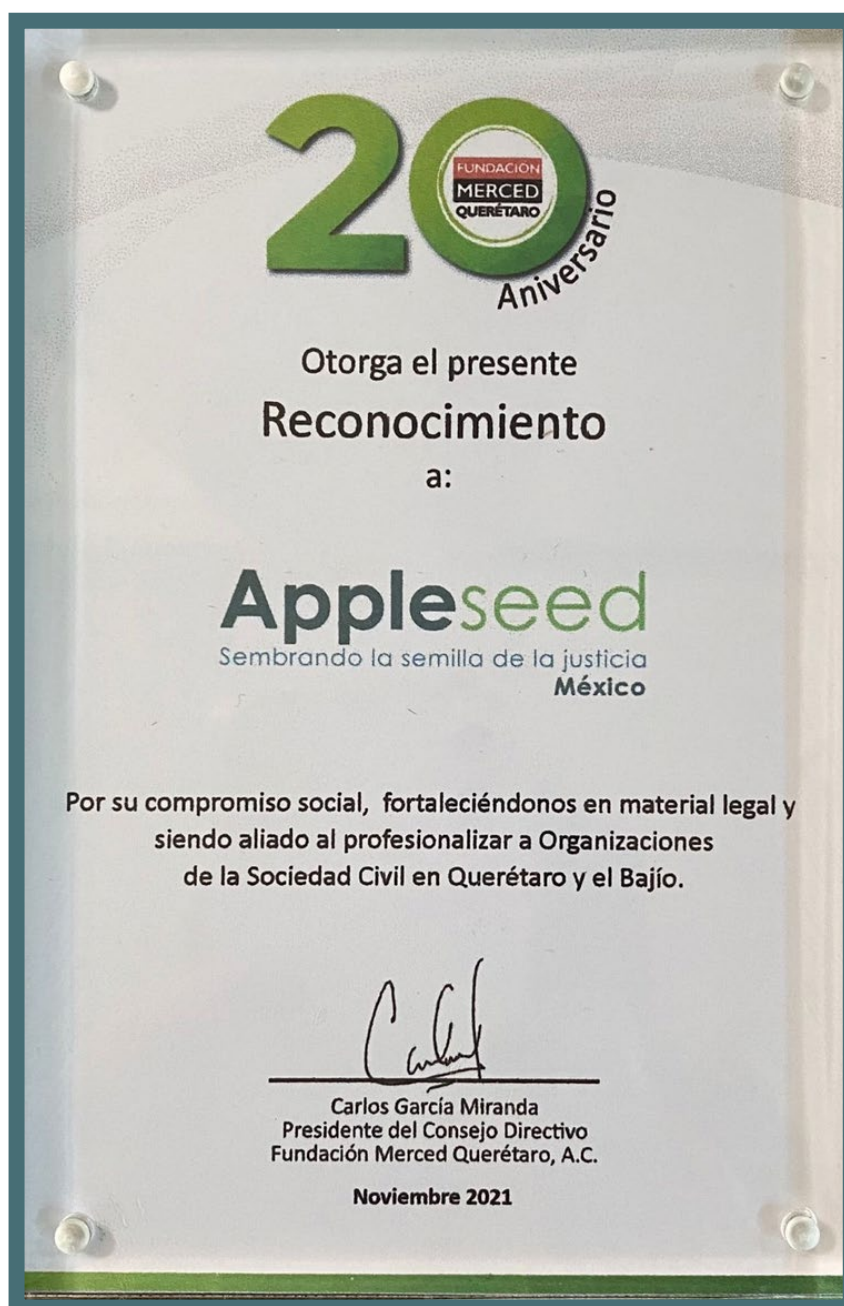 20
FUNDACIÓN
MERCED
QUERÉTARO
Aniversario
Otorga el presente
Reconocimiento
a:
Appleseed
Sembrando la semilla de la justicia
México
Por su compromiso social, fortaleciéndonos en material legal y
siendo aliado al profesionalizar a Organizaciones
de la Sociedad Civil en Querétaro y el Bajío.
Carlos García Miranda
Presidente del Consejo Directivo
Fundación Merced Querétaro, A.C.
Noviembre 2021